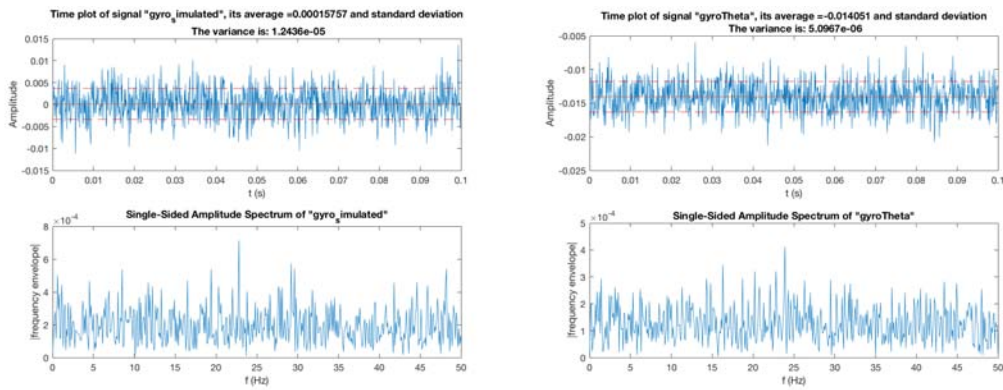 Time plot of signal "gyro_simulated", its average =0.00015757 and standard deviation
The variance is: 1.2436e-05
0.015
0.01
0.005
0
-0.005
-0.01
-0.015
Amplitude
0 0.01 0.02 0.03 0.04 0.05 0.06 0.07 0.08 0.09 0.1
t (s)
Time plot of signal "gyroTheta", its average =-0.014051 and standard deviation
The variance is: 5.0967e-06
-0.005
-0.01
-0.015
-0.02
-0.025
Amplitude
0 0.01 0.02 0.03 0.04 0.05 0.06 0.07 0.08 0.09 0.1
t (s)
Single-Sided Amplitude Spectrum of "gyro_simulated"
×10-4
8
6
4
2
0
|frequency envelope|
0 5 10 15 20 25 30 35 40 45 50
f (Hz)
Single-Sided Amplitude Spectrum of "gyroTheta"
×10-4
5
4
3
2
1
0
|frequency envelope|
0 5 10 15 20 25 30 35 40 45 50
f (Hz)